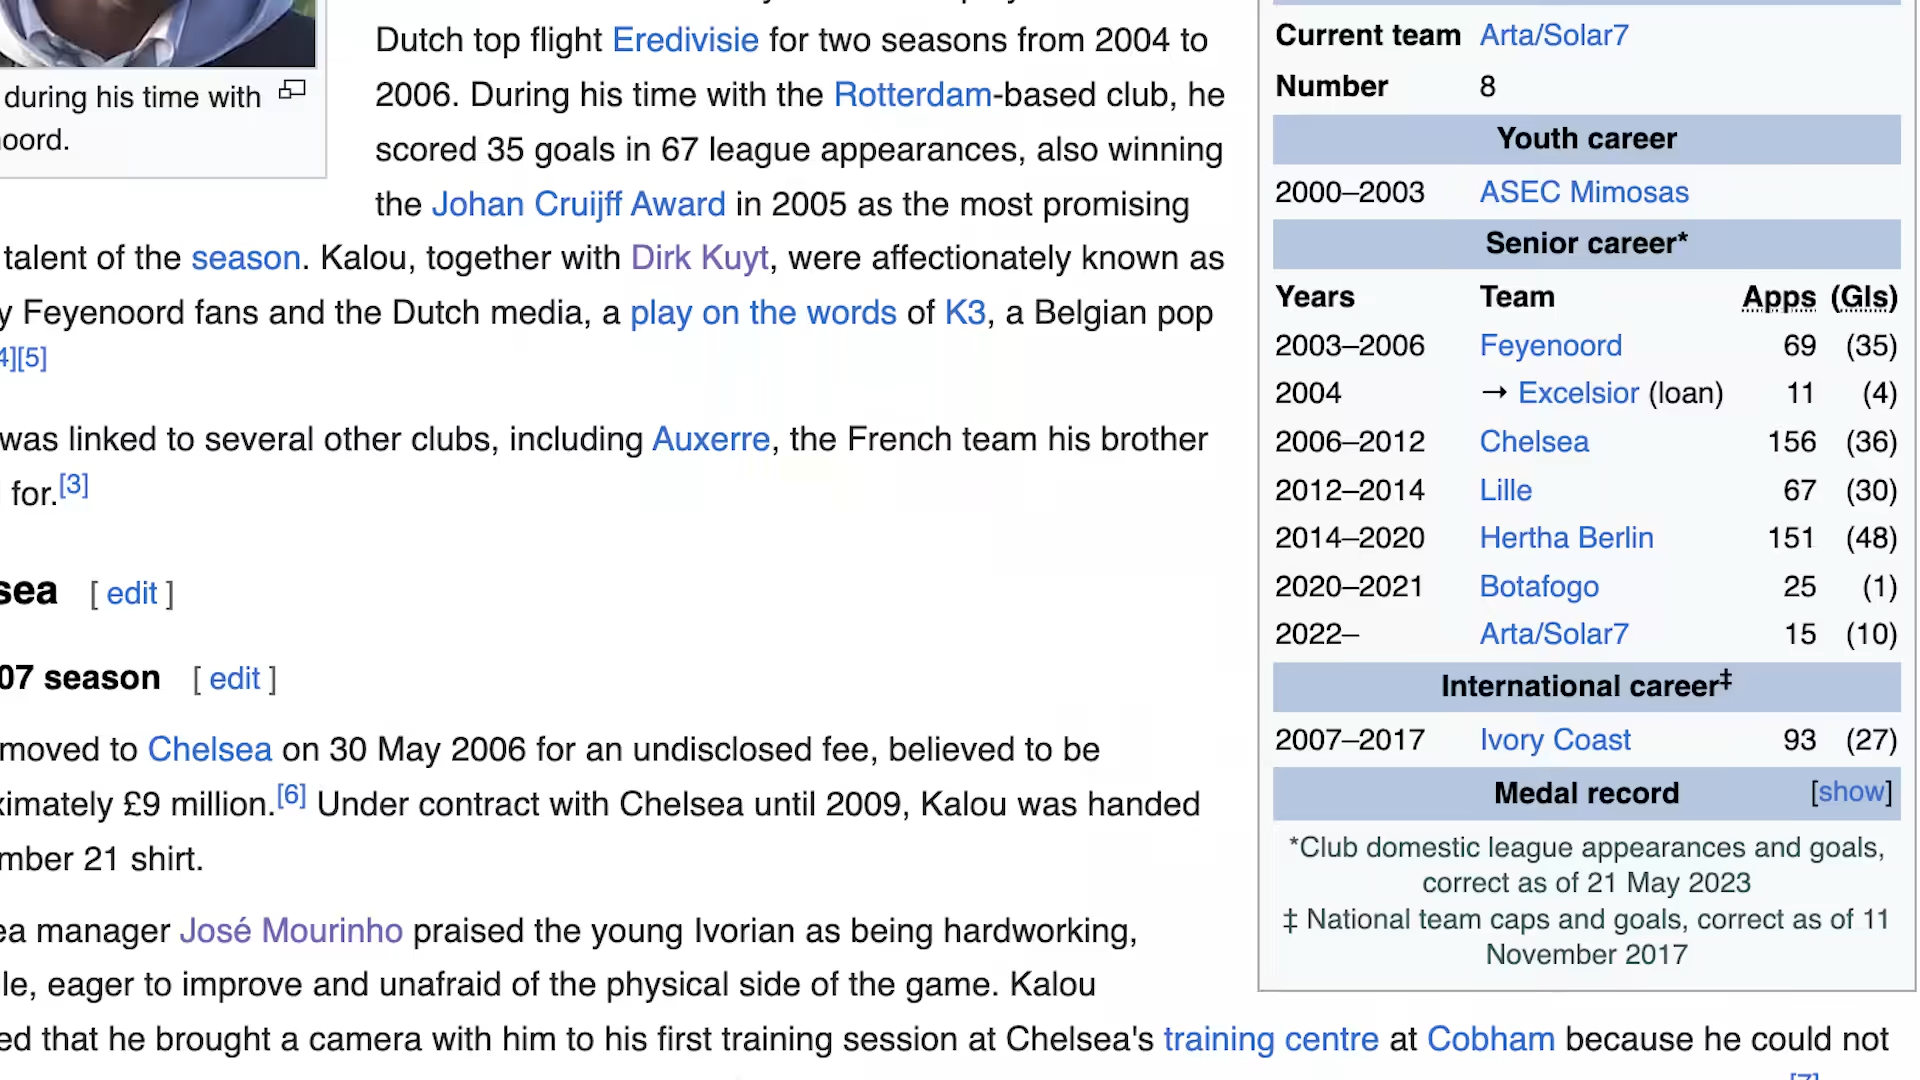 during his time with
oord.
Dutch top flight Eredivisie for two seasons from 2004 to
2006. During his time with the Rotterdam-based club, he
scored 35 goals in 67 league appearances, also winning
the Johan Cruijff Award in 2005 as the most promising
talent of the season. Kalou, together with Dirk Kuyt, were affectionately known as
y Feyenoord fans and the Dutch media, a play on the words of K3, a Belgian pop
4][5]
was linked to several other clubs, including Auxerre, the French team his brother
for.[3]
sea [ edit ]
07 season [ edit ]
moved to Chelsea on 30 May 2006 for an undisclosed fee, believed to be
ximately £9 million.[6] Under contract with Chelsea until 2009, Kalou was handed
mber 21 shirt.
ea manager José Mourinho praised the young Ivorian as being hardworking,
le, eager to improve and unafraid of the physical side of the game. Kalou
ed that he brought a camera with him to his first training session at Chelsea's training centre at Cobham because he could not
Current team Arta/Solar7
Number 8
Youth career
2000–2003 ASEC Mimosas
Senior career*
Years Team Apps (Gls)
2003–2006 Feyenoord 69 (35)
2004 → Excelsior (loan) 11 (4)
2006–2012 Chelsea 156 (36)
2012–2014 Lille 67 (30)
2014–2020 Hertha Berlin 151 (48)
2020–2021 Botafogo 25 (1)
2022– Arta/Solar7 15 (10)
International career‡
2007–2017 Ivory Coast 93 (27)
Medal record [show]
*Club domestic league appearances and goals,
correct as of 21 May 2023
‡ National team caps and goals, correct as of 11
November 2017